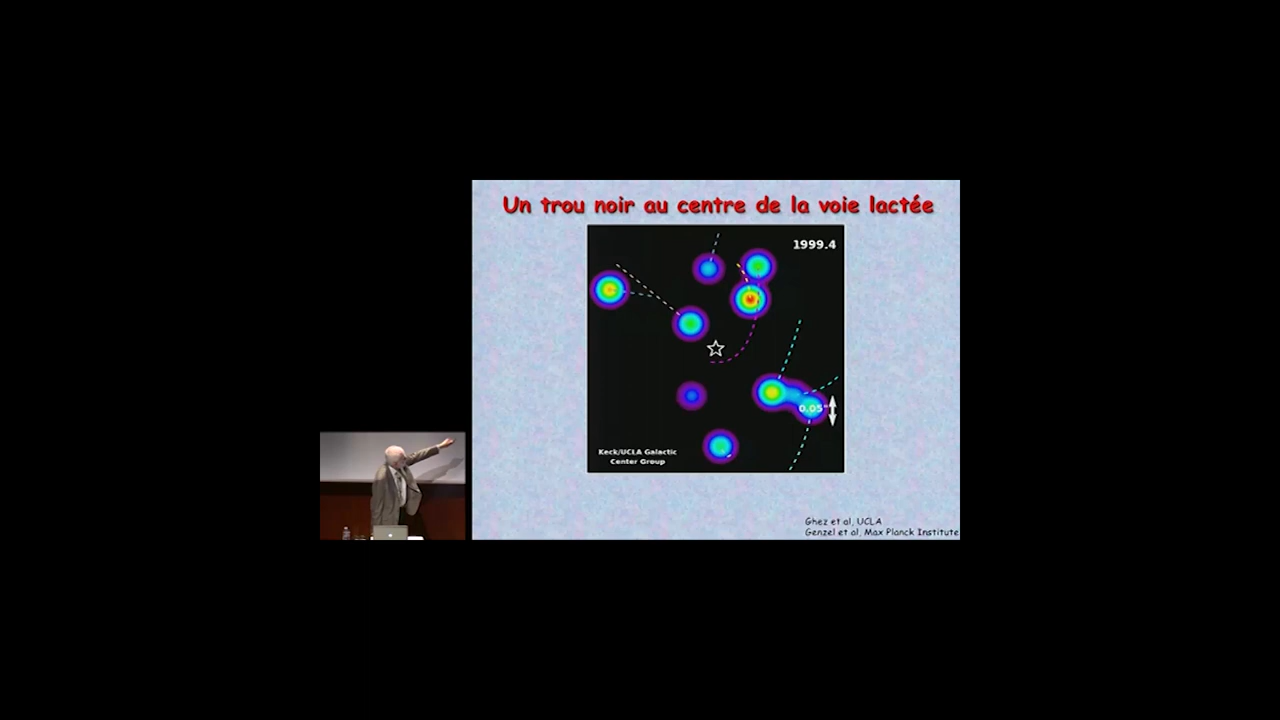 Un trou noir au centre de la voie lactée
1999.4
0.05"
Keck/UCLA Galactic
Center Group
Ghez et al, UCLA
Genzel et al, Max Planck Institute